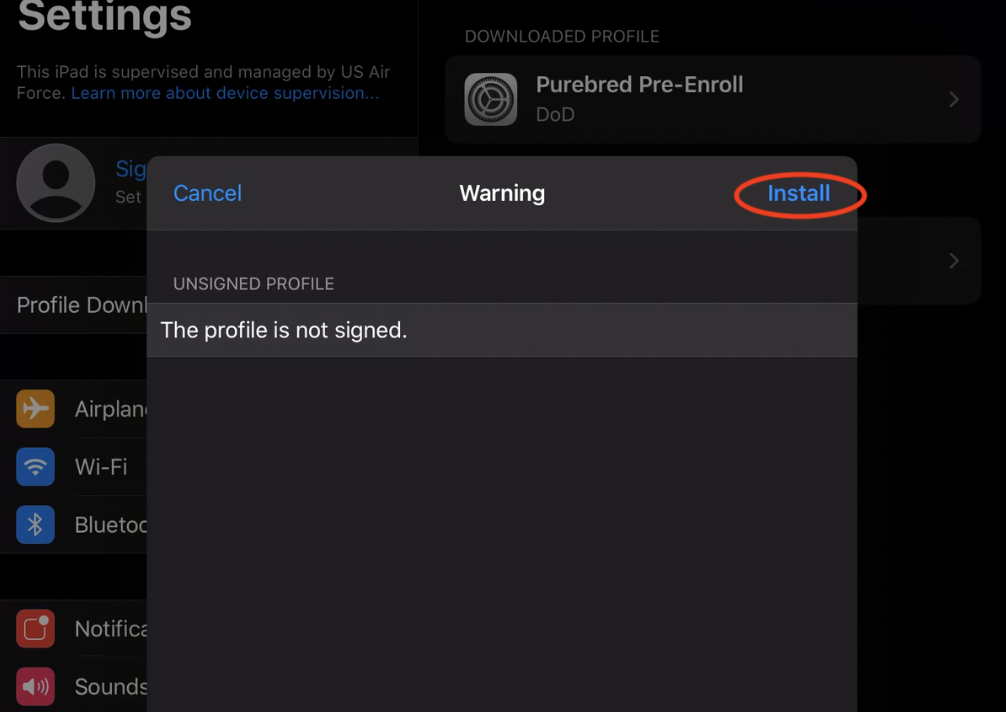 Settings
This iPad is supervised and managed by US Air
Force. Learn more about device supervision...
Sig
Set
Profile Downl
Airplane
Wi-Fi
Bluetoo
Notifica
Sounds
DOWNLOADED PROFILE
Purebred Pre-Enroll
DoD
Cancel
Warning
Install
UNSIGNED PROFILE
The profile is not signed.